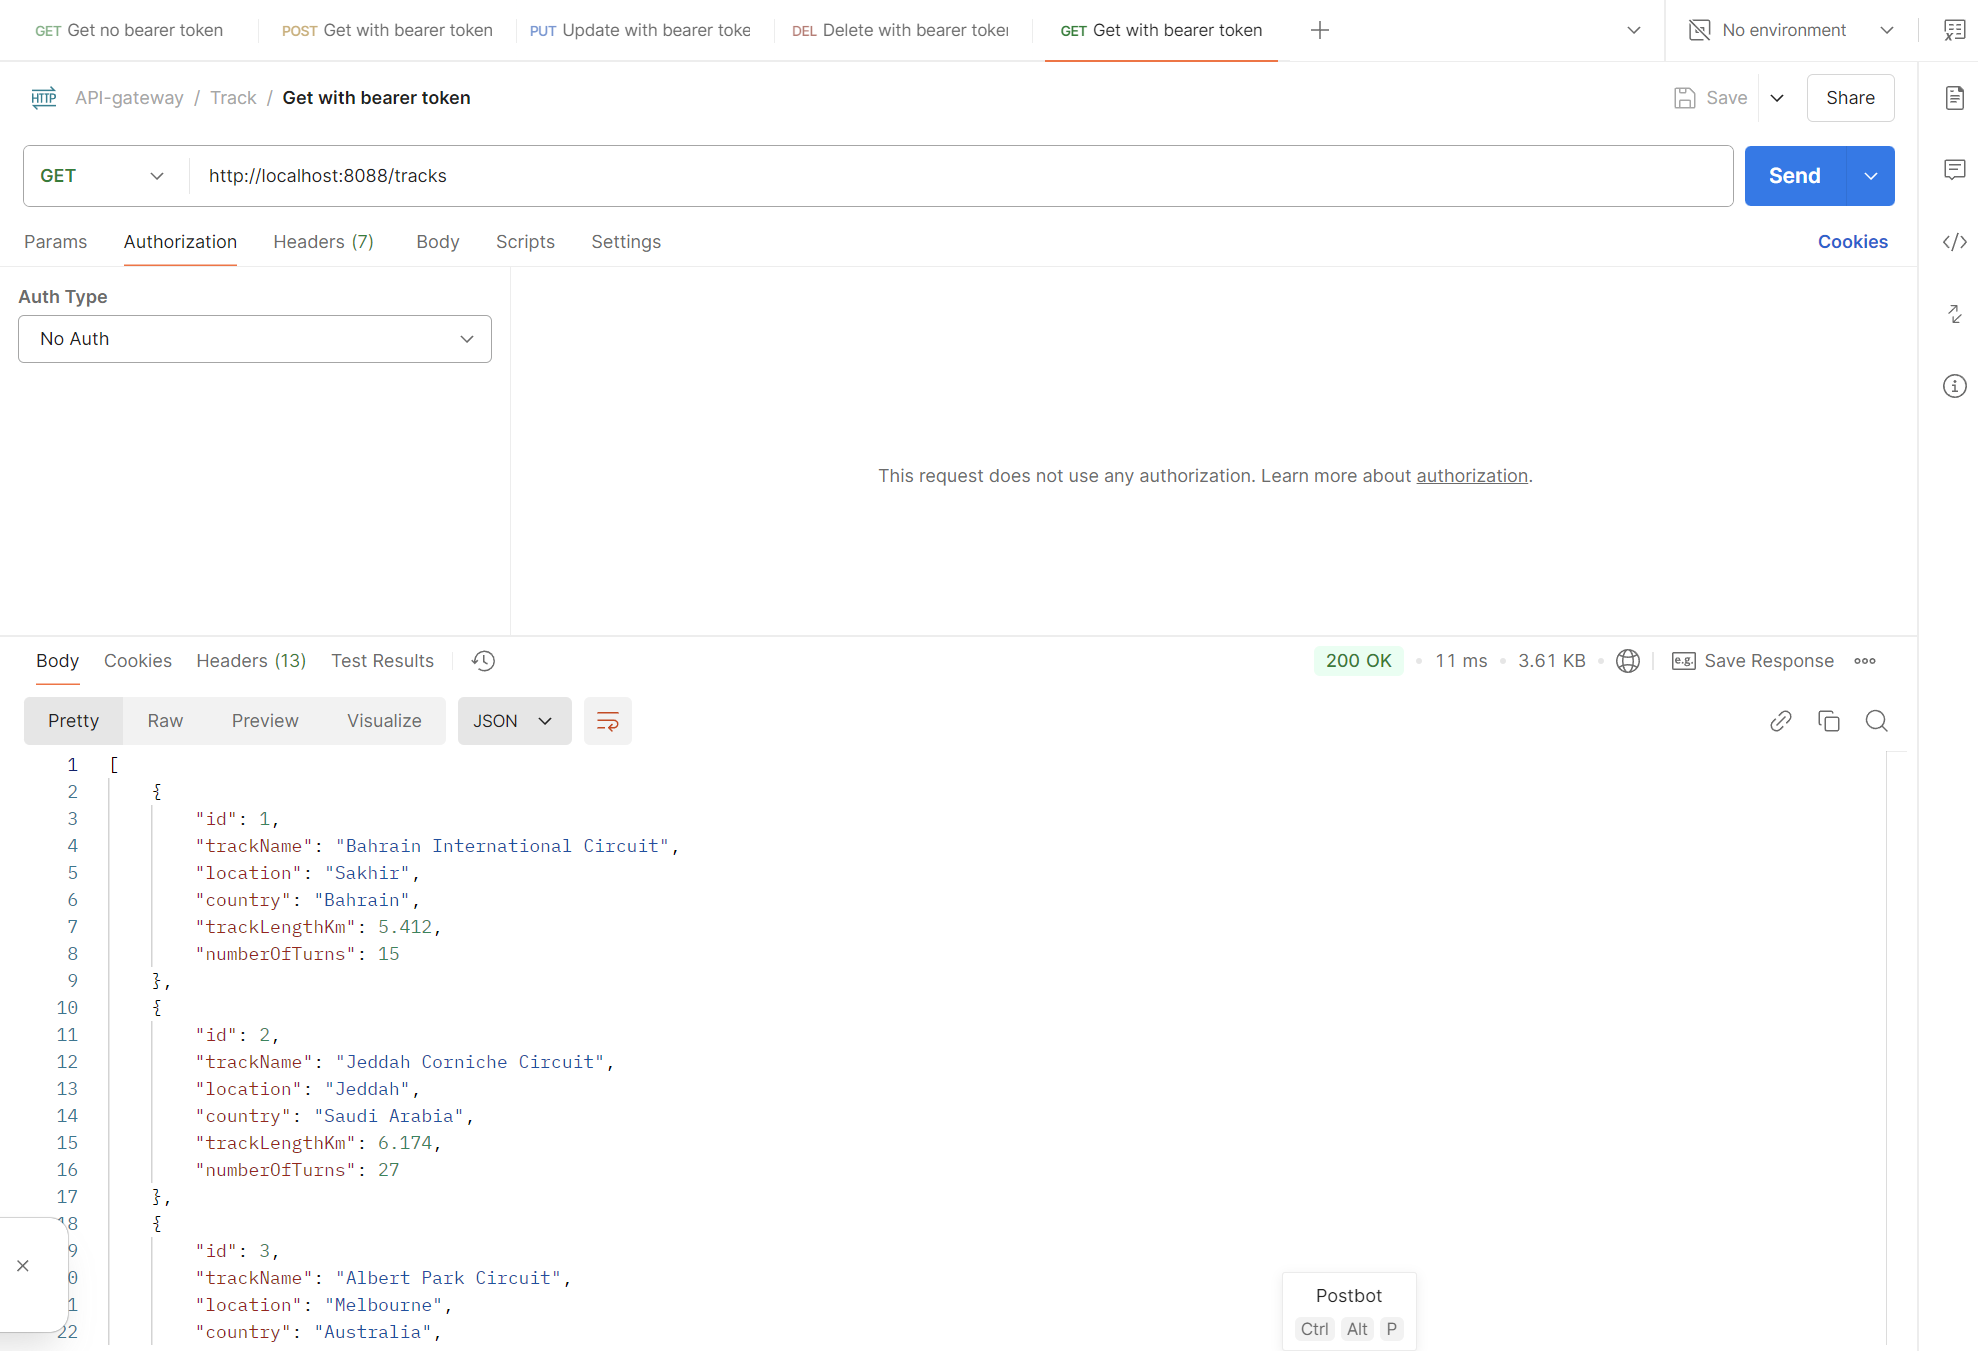 GET Get no bearer token POST Get with bearer token PUT Update with bearer toke DEL Delete with bearer token GET Get with bearer token No environment
HTTP API-gateway / Track / Get with bearer token Save Share
GET http://localhost:8088/tracks Send
Params Authorization Headers (7) Body Scripts Settings Cookies
Auth Type
No Auth
This request does not use any authorization. Learn more about authorization.
Body Cookies Headers (13) Test Results 200 OK • 11 ms • 3.61 KB • e.g. Save Response
Pretty Raw Preview Visualize JSON
1 [
2 {
3 "id": 1,
4 "trackName": "Bahrain International Circuit",
5 "location": "Sakhir",
6 "country": "Bahrain",
7 "trackLengthKm": 5.412,
8 "numberOfTurns": 15
9 },
10 {
11 "id": 2,
12 "trackName": "Jeddah Corniche Circuit",
13 "location": "Jeddah",
14 "country": "Saudi Arabia",
15 "trackLengthKm": 6.174,
16 "numberOfTurns": 27
17 },
18 {
9 "id": 3,
0 "trackName": "Albert Park Circuit",
1 "location": "Melbourne",
22 "country": "Australia",
Postbot
Ctrl Alt P